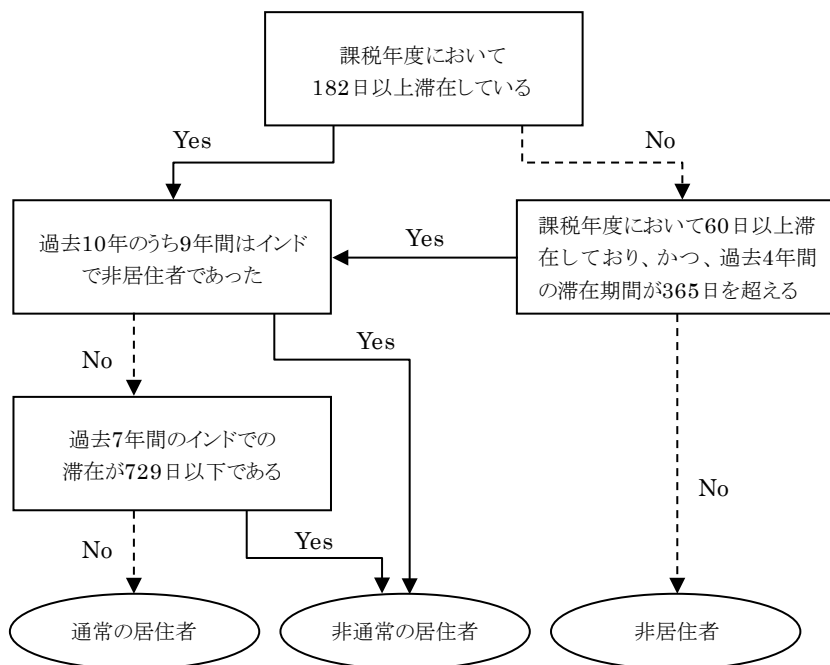 課税年度において
182日以上滞在している
Yes
No
過去10年のうち9年間はインド
で非居住者であった
Yes
課税年度において60日以上滞
在しており、かつ、過去4年間
の滞在期間が365日を超える
No
Yes
過去7年間のインドでの
滞在が729日以下である
No
No
Yes
通常の居住者
非通常の居住者
非居住者